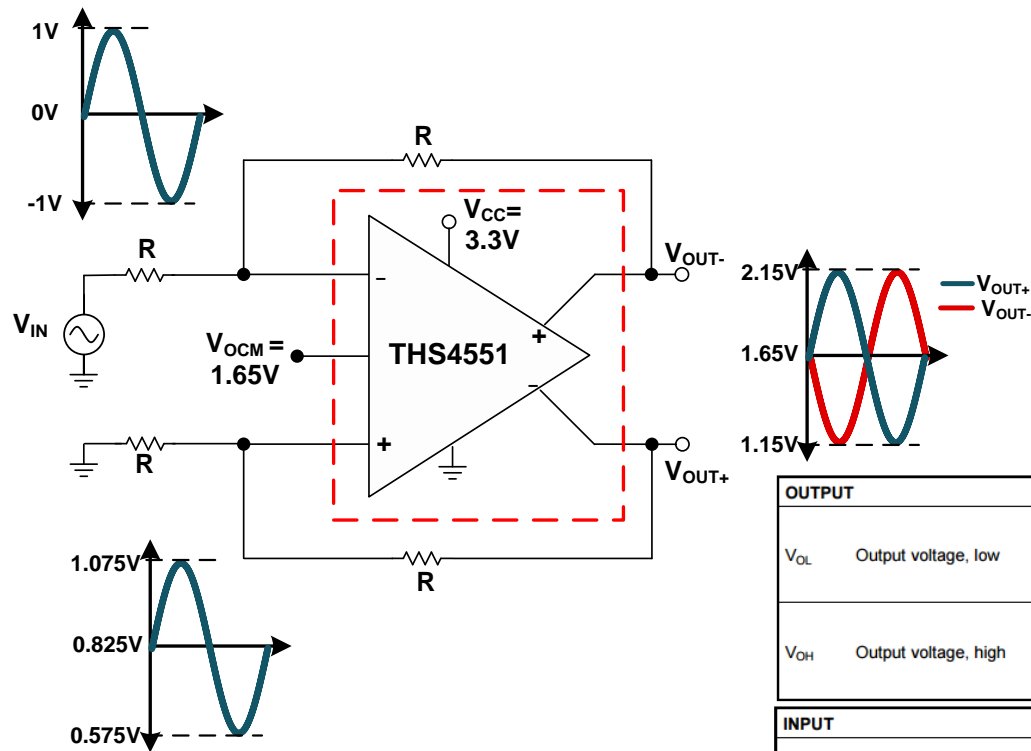 1V
0V
-1V
R
R
VCC=
3.3V
VOUT-
VIN
VOCM =
1.65V
THS4551
−
+
+
−
R
VOUT+
R
2.15V
1.65V
1.15V
VOUT+
VOUT-
1.075V
0.825V
0.575V
OUTPUT
VOL Output voltage, low
VOH Output voltage, high
INPUT